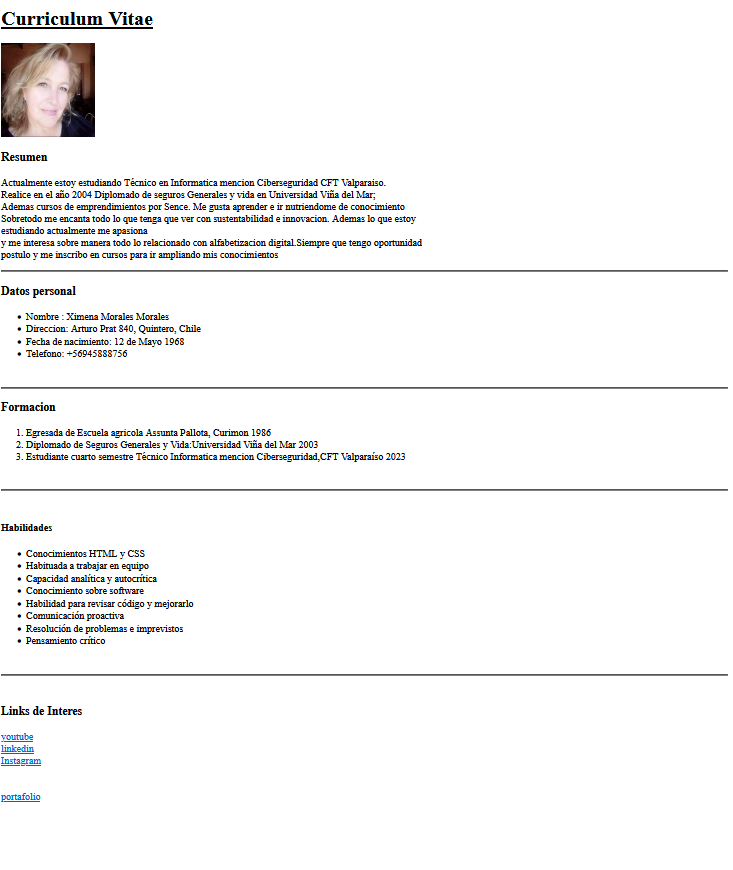 Curriculum Vitae
Resumen
Actualmente estoy estudiando Técnico en Informatica mencion Ciberseguridad CFT Valparaiso.
Realice en el año 2004 Diplomado de seguros Generales y vida en Universidad Viña del Mar;
Ademas cursos de emprendimientos por Sence. Me gusta aprender e ir nutriendome de conocimiento
Sobretodo me encanta todo lo que tenga que ver con sustentabilidad e innovacion. Ademas lo que estoy
estudiando actualmente me apasiona
y me interesa sobre manera todo lo relacionado con alfabetizacion digital.Siempre que tengo oportunidad
postulo y me inscribo en cursos para ir ampliando mis conocimientos
Datos personal
• Nombre : Ximena Morales Morales
• Direccion: Arturo Prat 840, Quintero, Chile
• Fecha de nacimiento: 12 de Mayo 1968
• Telefono: +56945888756
Formacion
1. Egresada de Escuela agricola Assunta Pallota, Curimon 1986
2. Diplomado de Seguros Generales y Vida:Universidad Viña del Mar 2003
3. Estudiante cuarto semestre Técnico Informatica mencion Ciberseguridad,CFT Valparaíso 2023
Habilidades
• Conocimientos HTML y CSS
• Habituada a trabajar en equipo
• Capacidad analítica y autocrítica
• Conocimiento sobre software
• Habilidad para revisar código y mejorarlo
• Comunicación proactiva
• Resolución de problemas e imprevistos
• Pensamiento crítico
Links de Interes
youtube
linkedin
Instagram
portafolio